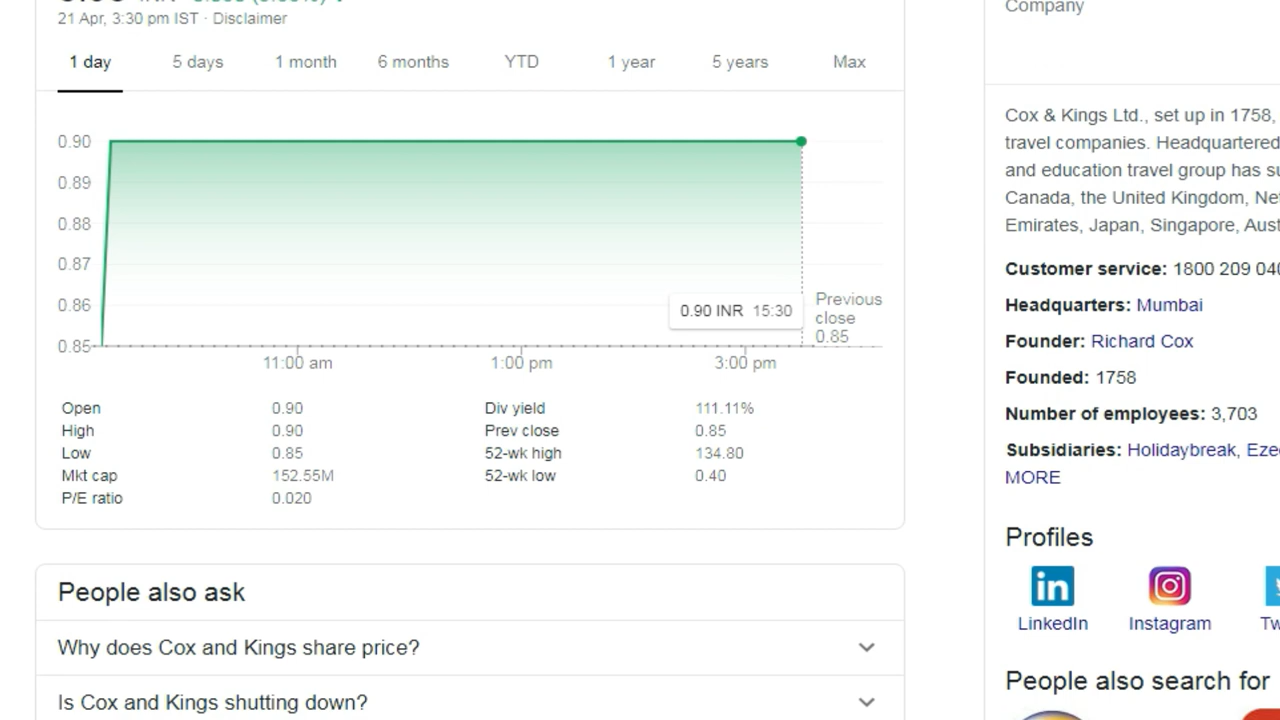 21 Apr, 3:30 pm IST · Disclaimer
1 day 5 days 1 month 6 months YTD 1 year 5 years Max
0.90
0.89
0.88
0.87
0.86
0.85
0.90 INR 15:30
Previous
close
0.85
11:00 am 1:00 pm 3:00 pm
Open 0.90 Div yield 111.11%
High 0.90 Prev close 0.85
Low 0.85 52-wk high 134.80
Mkt cap 152.55M 52-wk low 0.40
P/E ratio 0.020
People also ask
Why does Cox and Kings share price?
Is Cox and Kings shutting down?
Company
Cox & Kings Ltd., set up in 1758,
travel companies. Headquartered
and education travel group has
Canada, the United Kingdom,
Emirates, Japan, Singapore,
Customer service: 1800 209
Headquarters: Mumbai
Founder: Richard Cox
Founded: 1758
Number of employees: 3,703
Subsidiaries: Holidaybreak,
MORE
Profiles
LinkedIn Instagram
People also search for